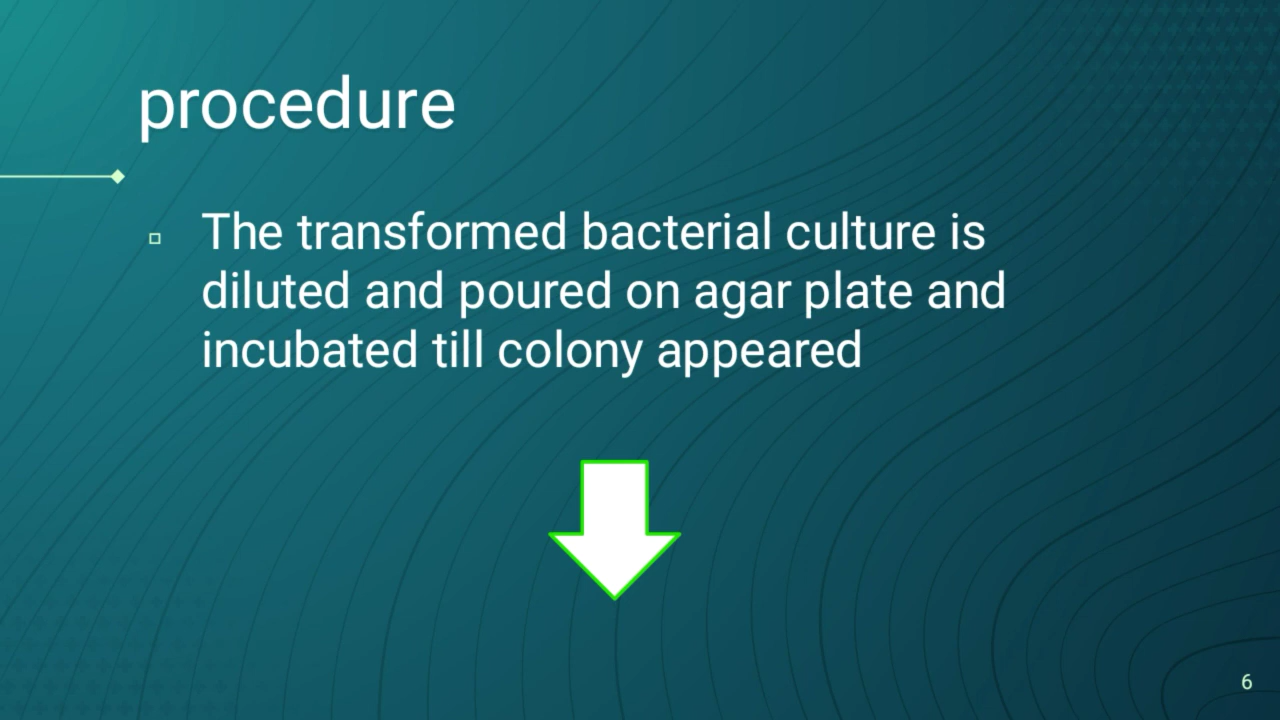 procedure
The transformed bacterial culture is
diluted and poured on agar plate and
incubated till colony appeared
6